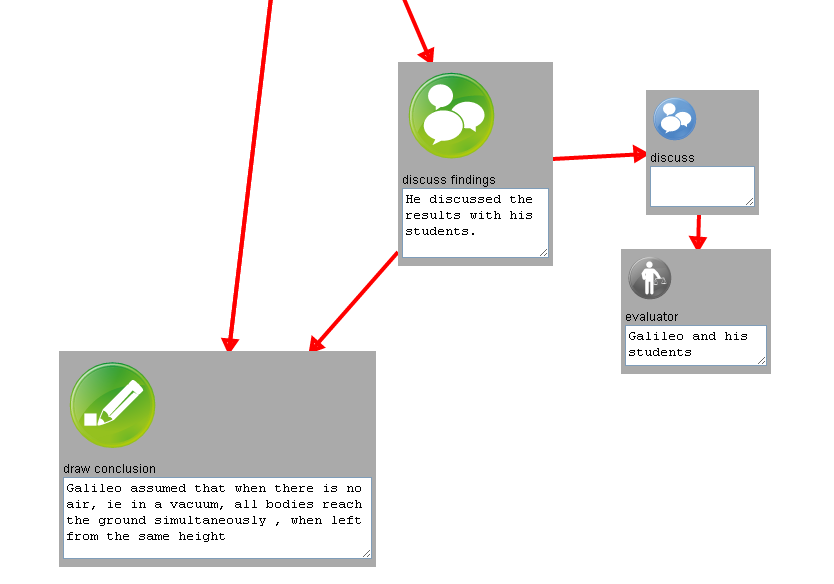 discuss findings
He discussed the
results with his
students.
discuss
evaluator
Galileo and his
students
draw conclusion
Galileo assumed that when there is no
air, ie in a vacuum, all bodies reach
the ground simultaneously , when left
from the same height